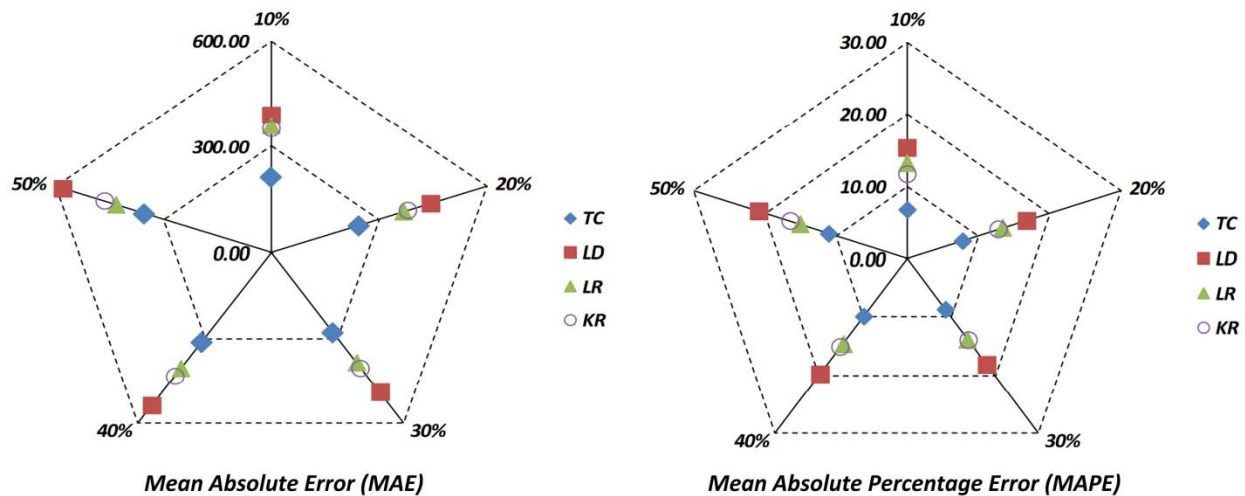 10%
600.00
300.00
0.00
20%
30%
40%
50%
TC
LD
LR
KR
Mean Absolute Error (MAE)
10%
30.00
20.00
10.00
0.00
20%
30%
40%
50%
TC
LD
LR
KR
Mean Absolute Percentage Error (MAPE)